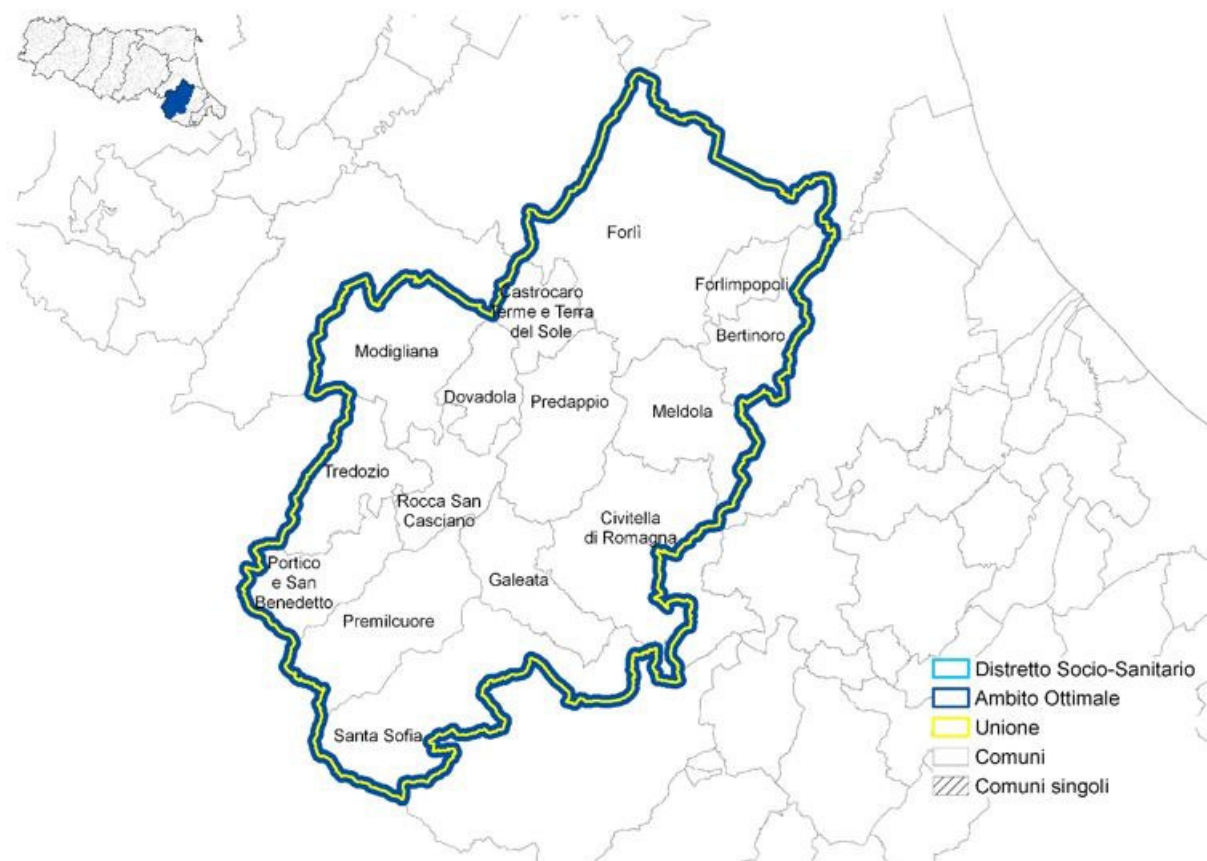 Forlì
Forlimpopoli
Castrocaro
Terme e Terra
del Sole
Bertinoro
Modigliana
Dovadola
Predappio
Meldola
Tredozio
Rocca San
Casciano
Civitella
di Romagna
Portico
e San
Benedetto
Galeata
Premilcuore
Santa Sofia
Distretto Socio-Sanitario
Ambito Ottimale
Unione
Comuni
Comuni singoli